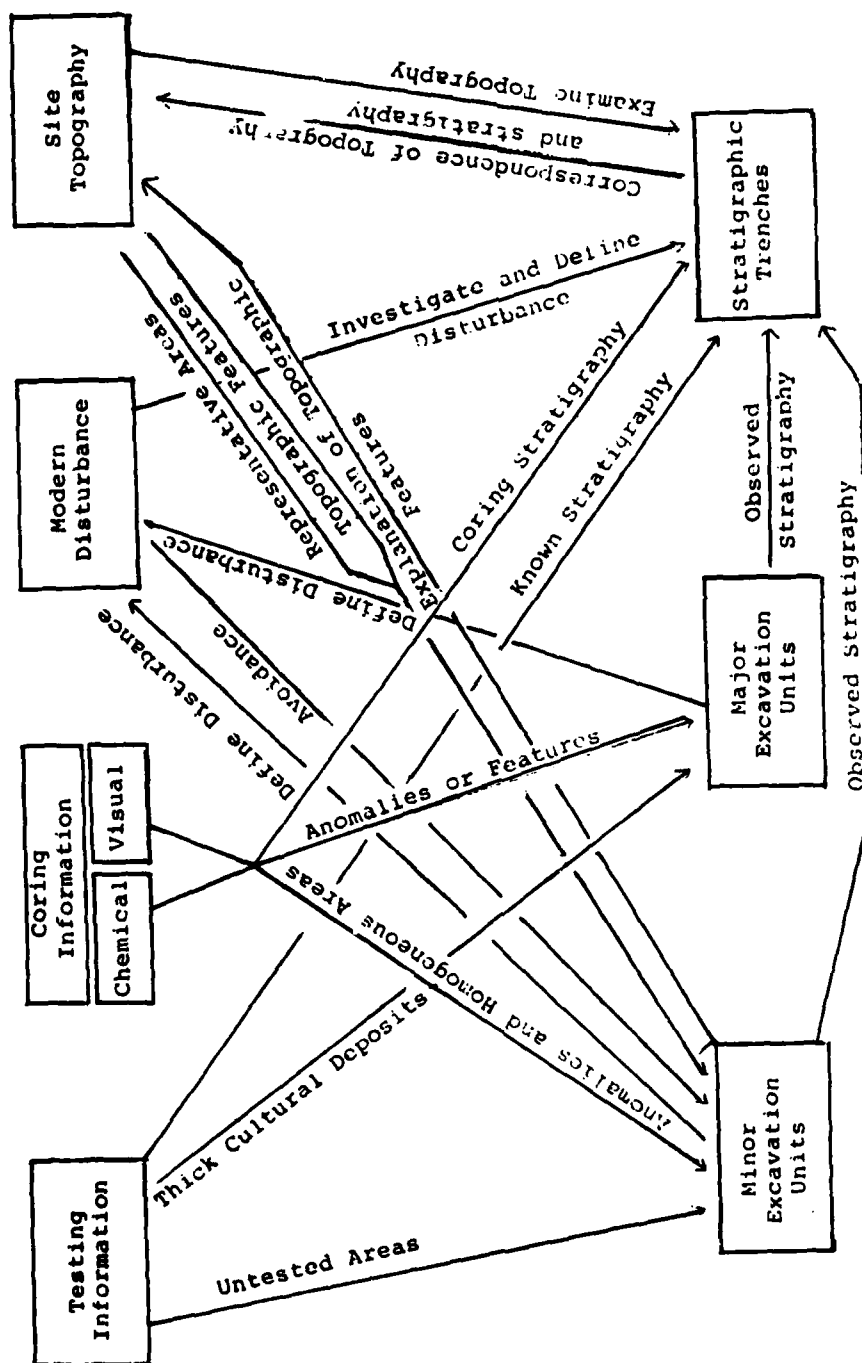 Testing
Information
Coring
Information
Chemical
Visual
Modern
Disturbance
Site
Topography
Untested Areas
Thick Cultural Deposits
Anomalies and Homogeneous Areas
Anomalies or Features
Define Disturbance
Avoidance
Define Disturbance
Representative Areas
Topographic Features
Explanation of Topographic
Features
Investigate and Define
Disturbance
Coring Stratigraphy
Known Stratigraphy
Correspondence of Topography
and stratigraphy
Examine Topography
Minor
Excavation
Units
Major
Excavation
Units
Stratigraphic
Trenches
Observed
Stratigraphy
Observed Stratigraphy